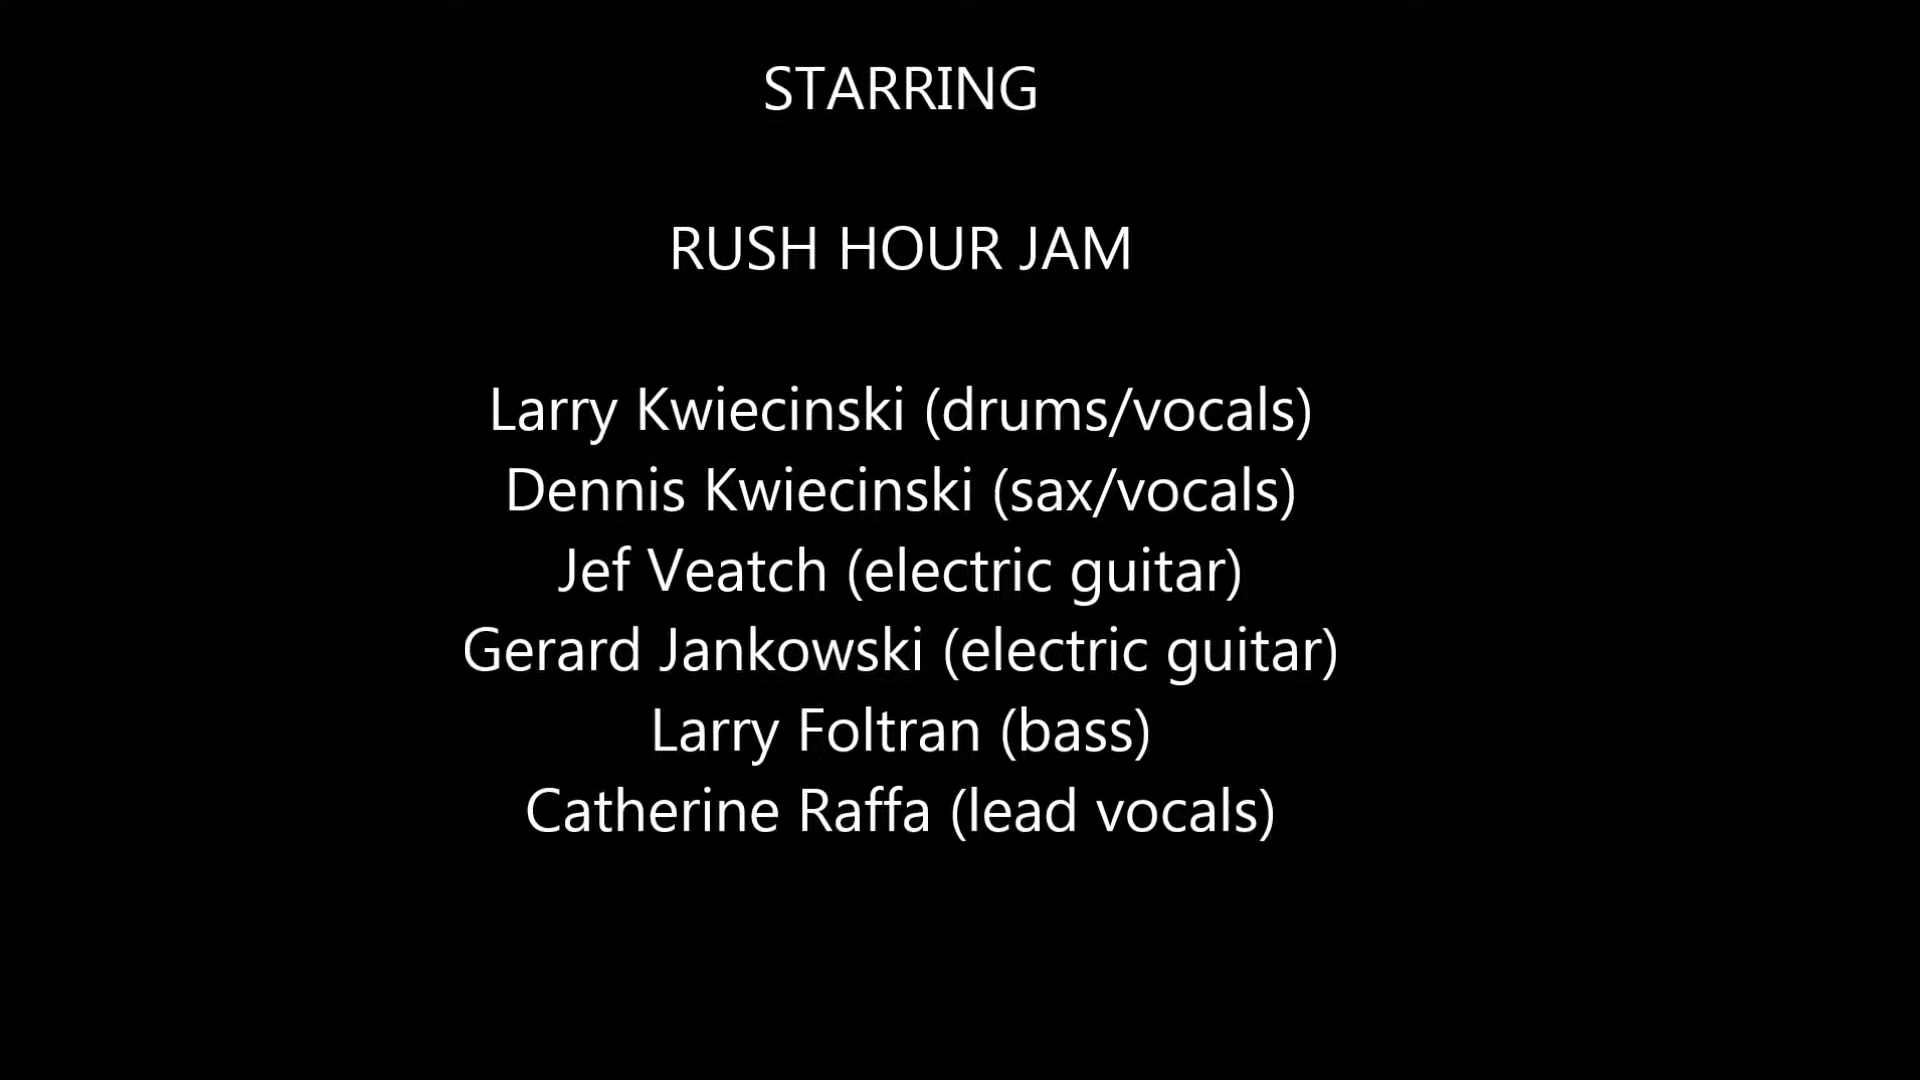 STARRING
RUSH HOUR JAM
Larry Kwiecinski (drums/vocals)
Dennis Kwiecinski (sax/vocals)
Jef Veatch (electric guitar)
Gerard Jankowski (electric guitar)
Larry Foltran (bass)
Catherine Raffa (lead vocals)